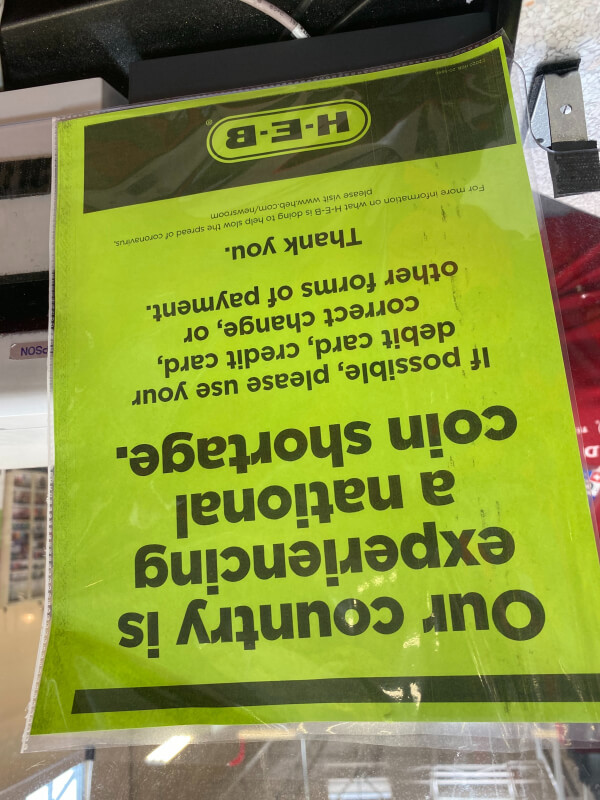 Our country is
experiencing
a national
coin shortage.
If possible, please use your
debit card, credit card,
correct change, or
other forms of payment.
Thank you.
For more information on what H-E-B is doing to help slow the spread of coronavirus,
please visit www.heb.com/newsroom
H-E-B®